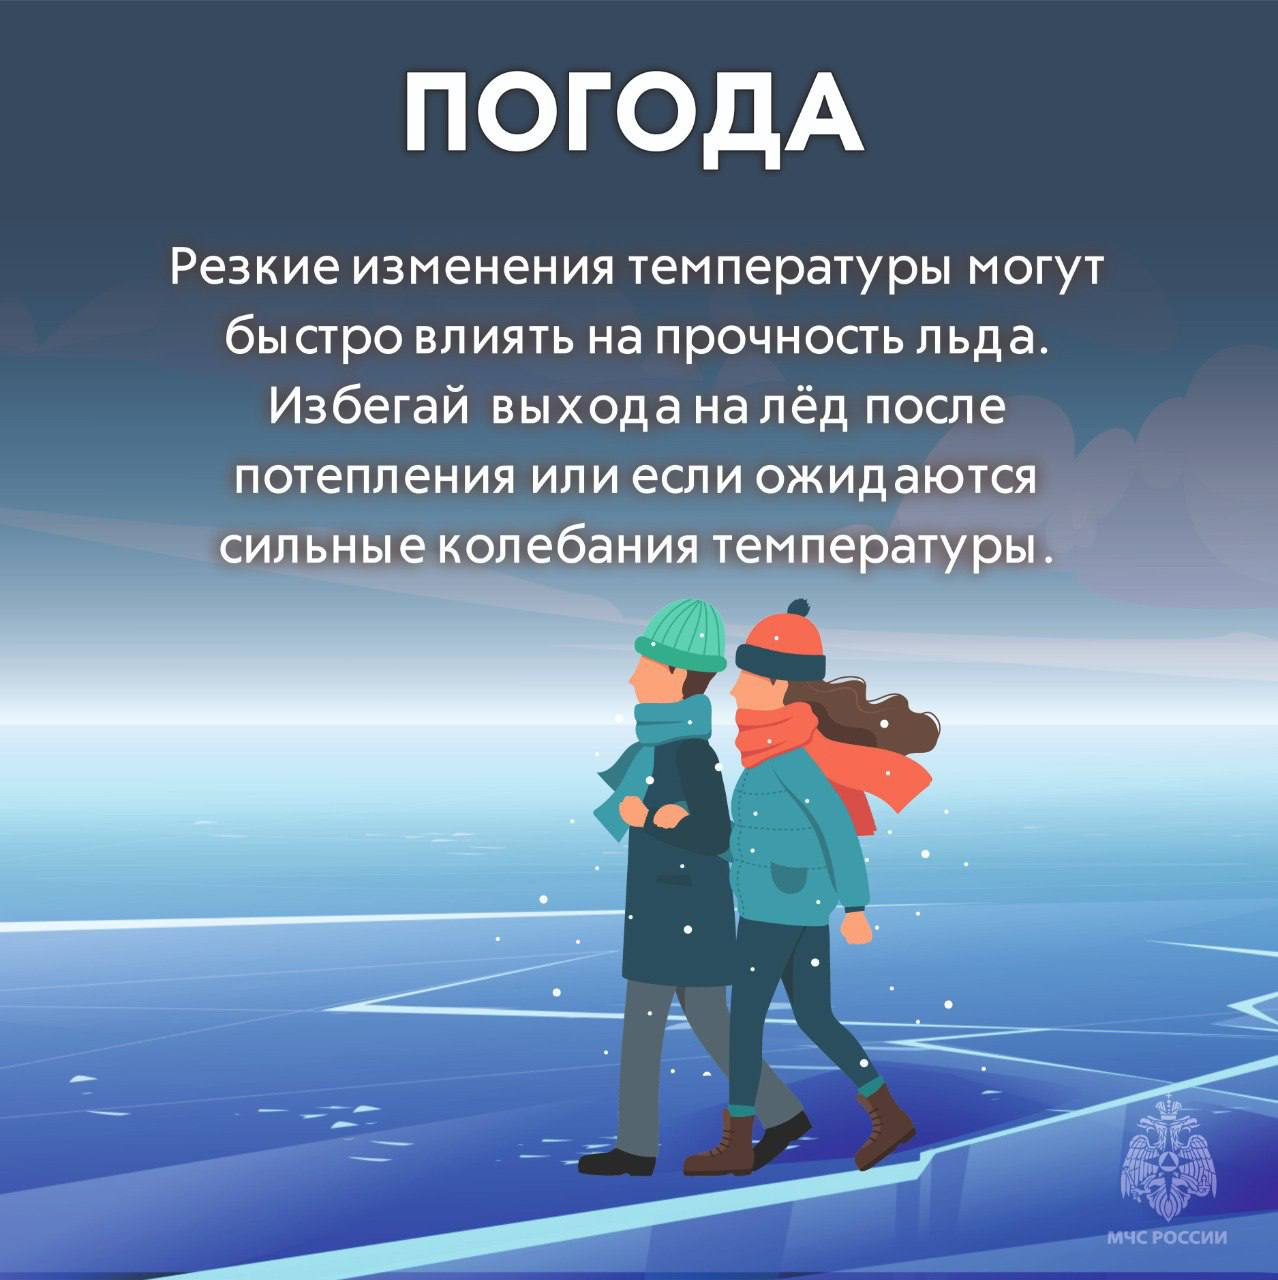 ПОГОДА
Резкие изменения температуры могут
быстро влиять на прочность льда.
Избегай выхода на лёд после
потепления или если ожидаются
сильные колебания температуры.
МЧС РОССИИ